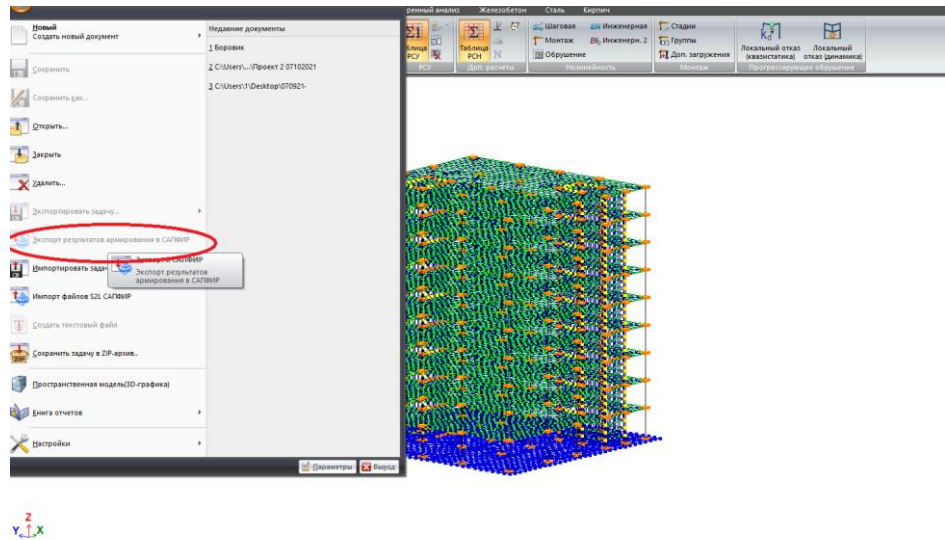 ренный анализ Железобетон Сталь Кирпич
Новый
Создать новый документ
Сохранить
Сохранить как...
Открыть...
Закрыть
Удалить...
Экспортировать задачу...
Экспорт результатов армирования в САПФИР
Импортировать
Импорт файлов S2L САПФИР
Создать текстовый файл
Сохранить задачу в ZIP-архив..
Пространственная модель(3D-графика)
Книга отчетов
Настройки
Недавние документы
1 Боровик
2 C:\Users\...\Проект 2 07102021
3 C:\Users\1\Desktop\070921-
САПФИР
Экспорт результатов
армирования в САПФИР
Параметры Выход
РСУ
РСУ
Таблица
РСН
Доп. расчеты
Шаговая Инженерная
Монтаж Инженерн. 2
Обрушение
Нелинейность
Стадии
Группы
Доп. загружения
Монтаж
Локальный отказ
(квазистатика)
Локальный
отказ (динамика)
Прогрессирующее обрушение
Z
Y X